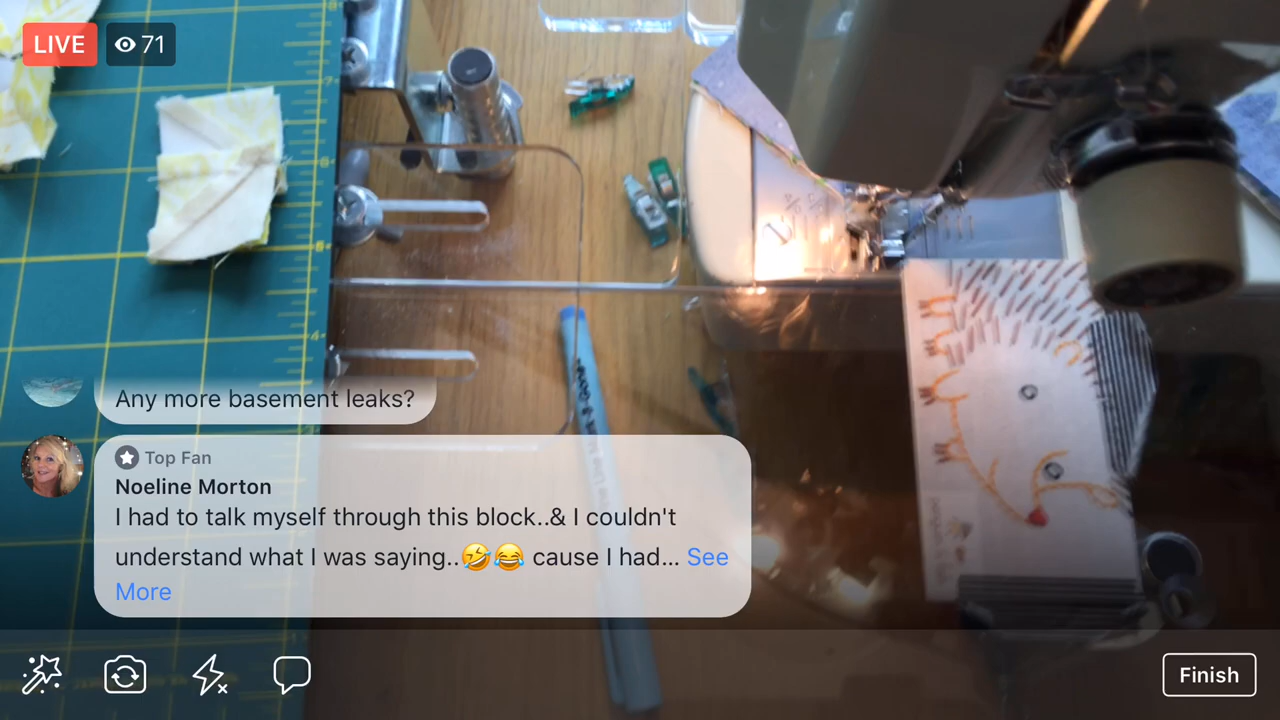 LIVE
71
Any more basement leaks?
Top Fan
Noeline Morton
I had to talk myself through this block..& I couldn't
understand what I was saying..🤣😂 cause I had... See
More
Finish